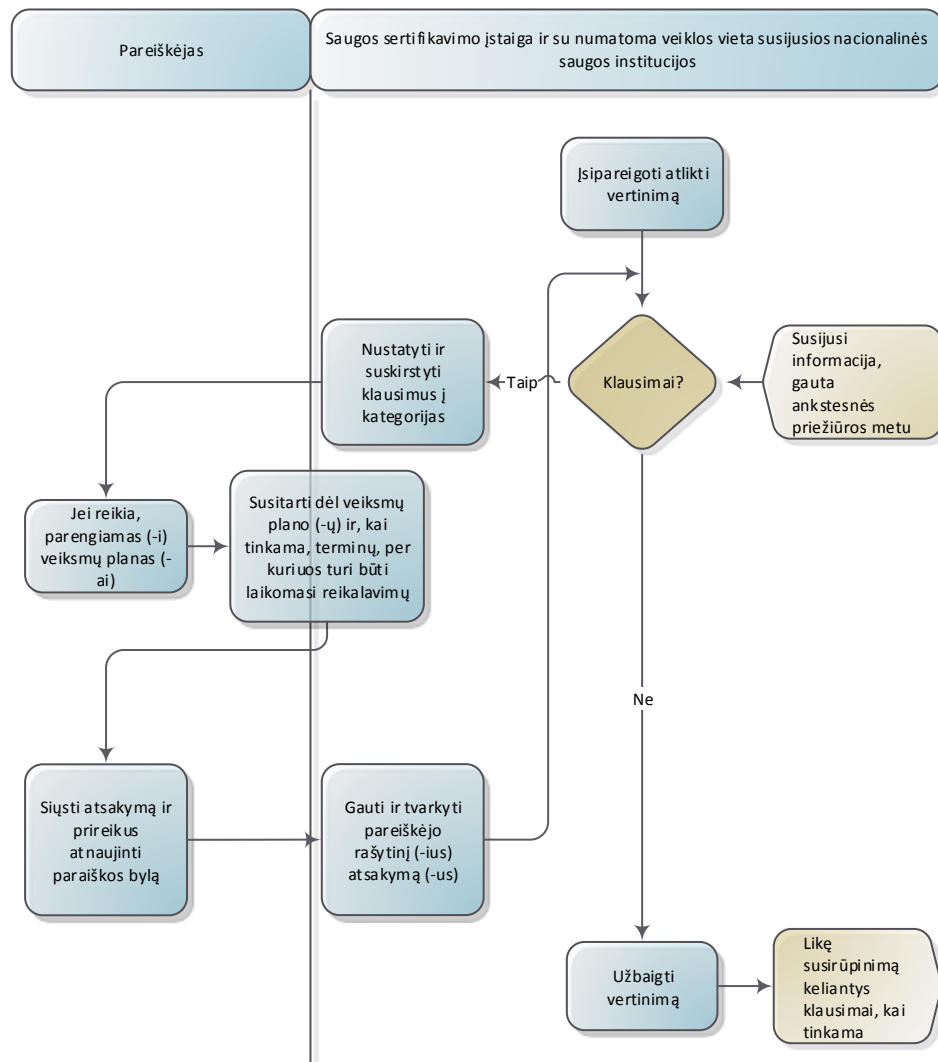 Pareiškėjas
Saugos sertifikavimo įstaiga ir su numatoma veiklos vieta susijusios nacionalinės
saugos institucijos
Įsipareigoti atlikti
vertinimą
Nustatyti ir
suskirstyti
klausimus į
kategorijas
Taip
Klausimai?
Susijusi
informacija,
gauta
ankstesnės
priežiūros metu
Jei reikia,
parengiamas (-i)
veiksmų planas (-
ai)
Susitarti dėl veiksmų
plano (-ų) ir, kai
tinkama, terminų, per
kuriuos turi būti
laikomasi reikalavimų
Ne
Siųsti atsakymą ir
prireikus
atnaujinti
paraiškos bylą
Gauti ir tvarkyti
pareiškėjo
rašytinį (-ius)
atsakymą (-us)
Užbaigti
vertinimą
Likę
susirūpinimą
keliantys
klausimai, kai
tinkama